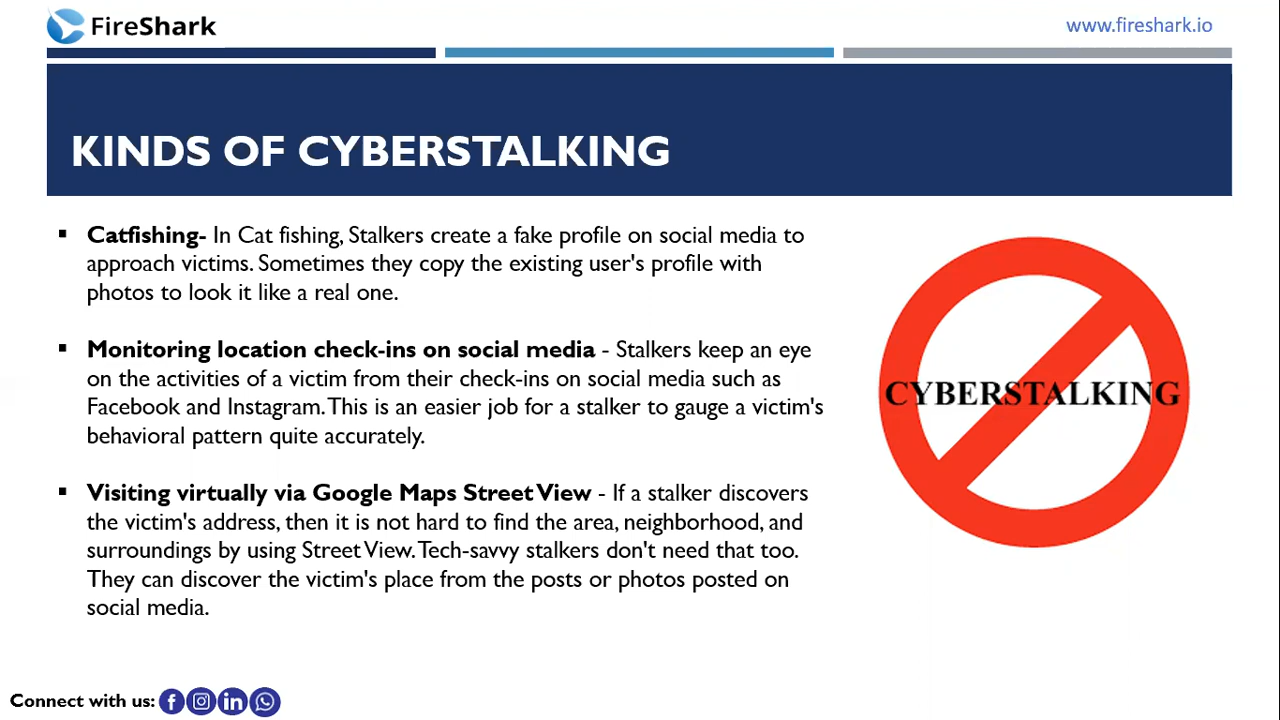 FireShark
www.fireshark.io
KINDS OF CYBERSTALKING
▪ Catfishing- In Cat fishing, Stalkers create a fake profile on social media to
approach victims. Sometimes they copy the existing user's profile with
photos to look it like a real one.
▪ Monitoring location check-ins on social media - Stalkers keep an eye
on the activities of a victim from their check-ins on social media such as
Facebook and Instagram. This is an easier job for a stalker to gauge a victim's
behavioral pattern quite accurately.
▪ Visiting virtually via Google Maps Street View - If a stalker discovers
the victim's address, then it is not hard to find the area, neighborhood, and
surroundings by using Street View. Tech-savvy stalkers don't need that too.
They can discover the victim's place from the posts or photos posted on
social media.
CYBERSTALKING
Connect with us: